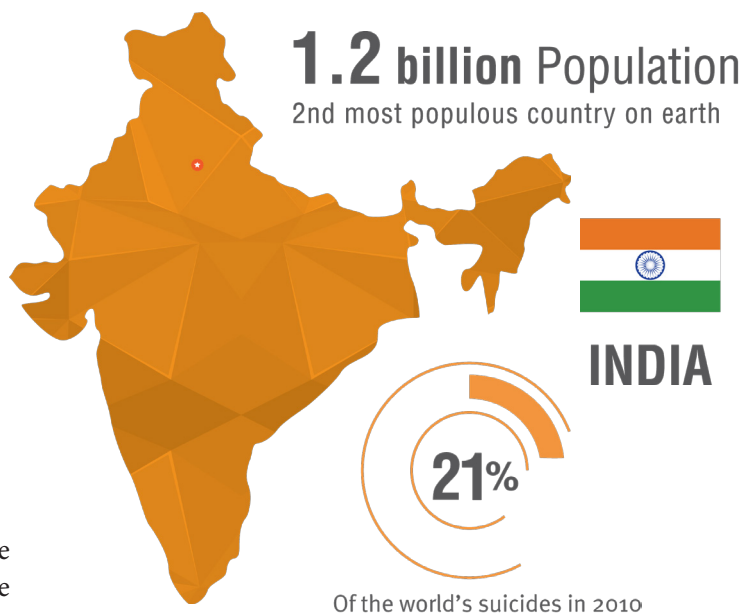 1.2 billion Population
2nd most populous country on earth
INDIA
21%
e
e
Of the world's suicides in 2010